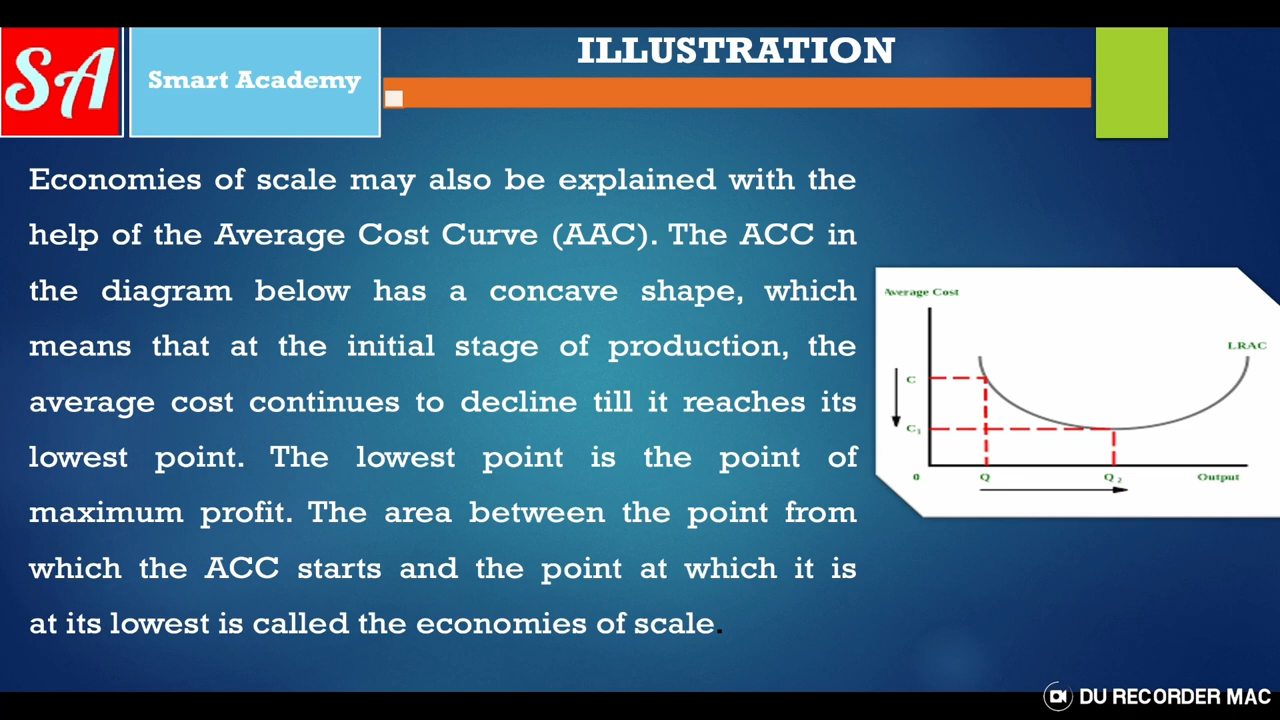 SA
Smart Academy
ILLUSTRATION
Economies of scale may also be explained with the
help of the Average Cost Curve (AAC). The ACC in
the diagram below has a concave shape, which
means that at the initial stage of production, the
average cost continues to decline till it reaches its
lowest point. The lowest point is the point of
maximum profit. The area between the point from
which the ACC starts and the point at which it is
at its lowest is called the economies of scale.
Average Cost
LRAC
C
C₁
0
Q
Q₂
Output
DU RECORDER MAC